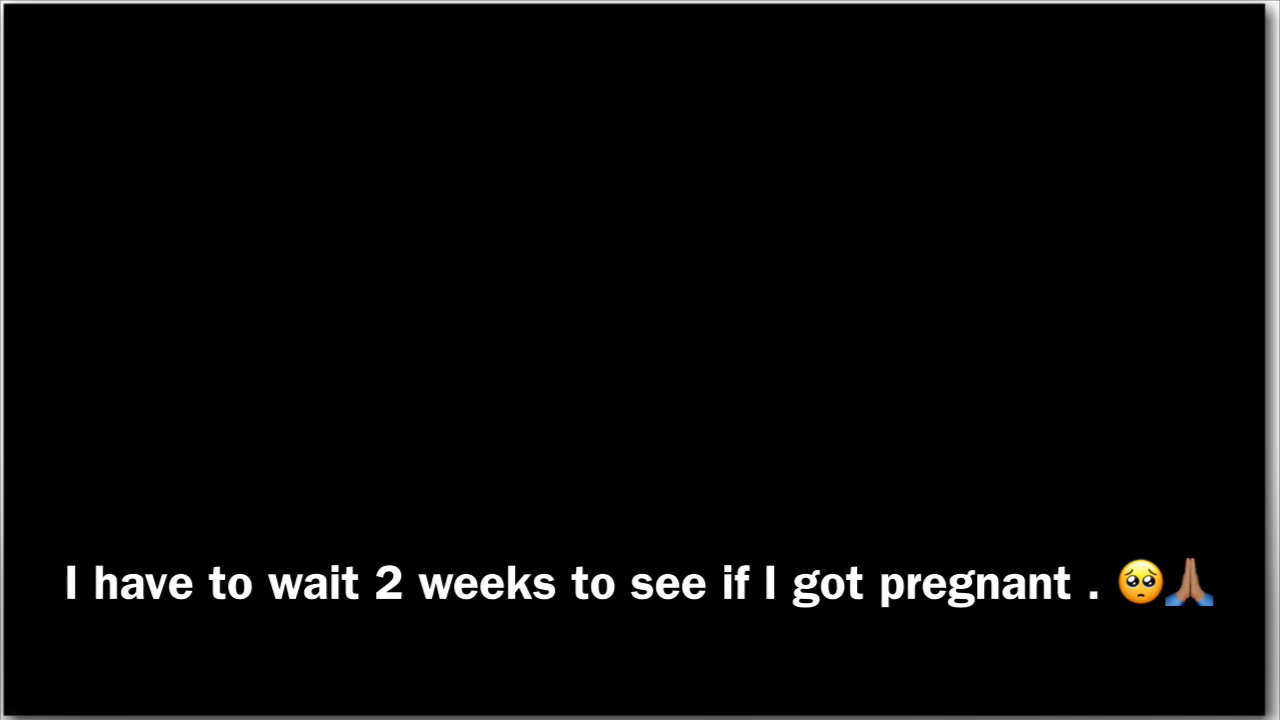 I have to wait 2 weeks to see if I got pregnant . 🥺🙏🏽